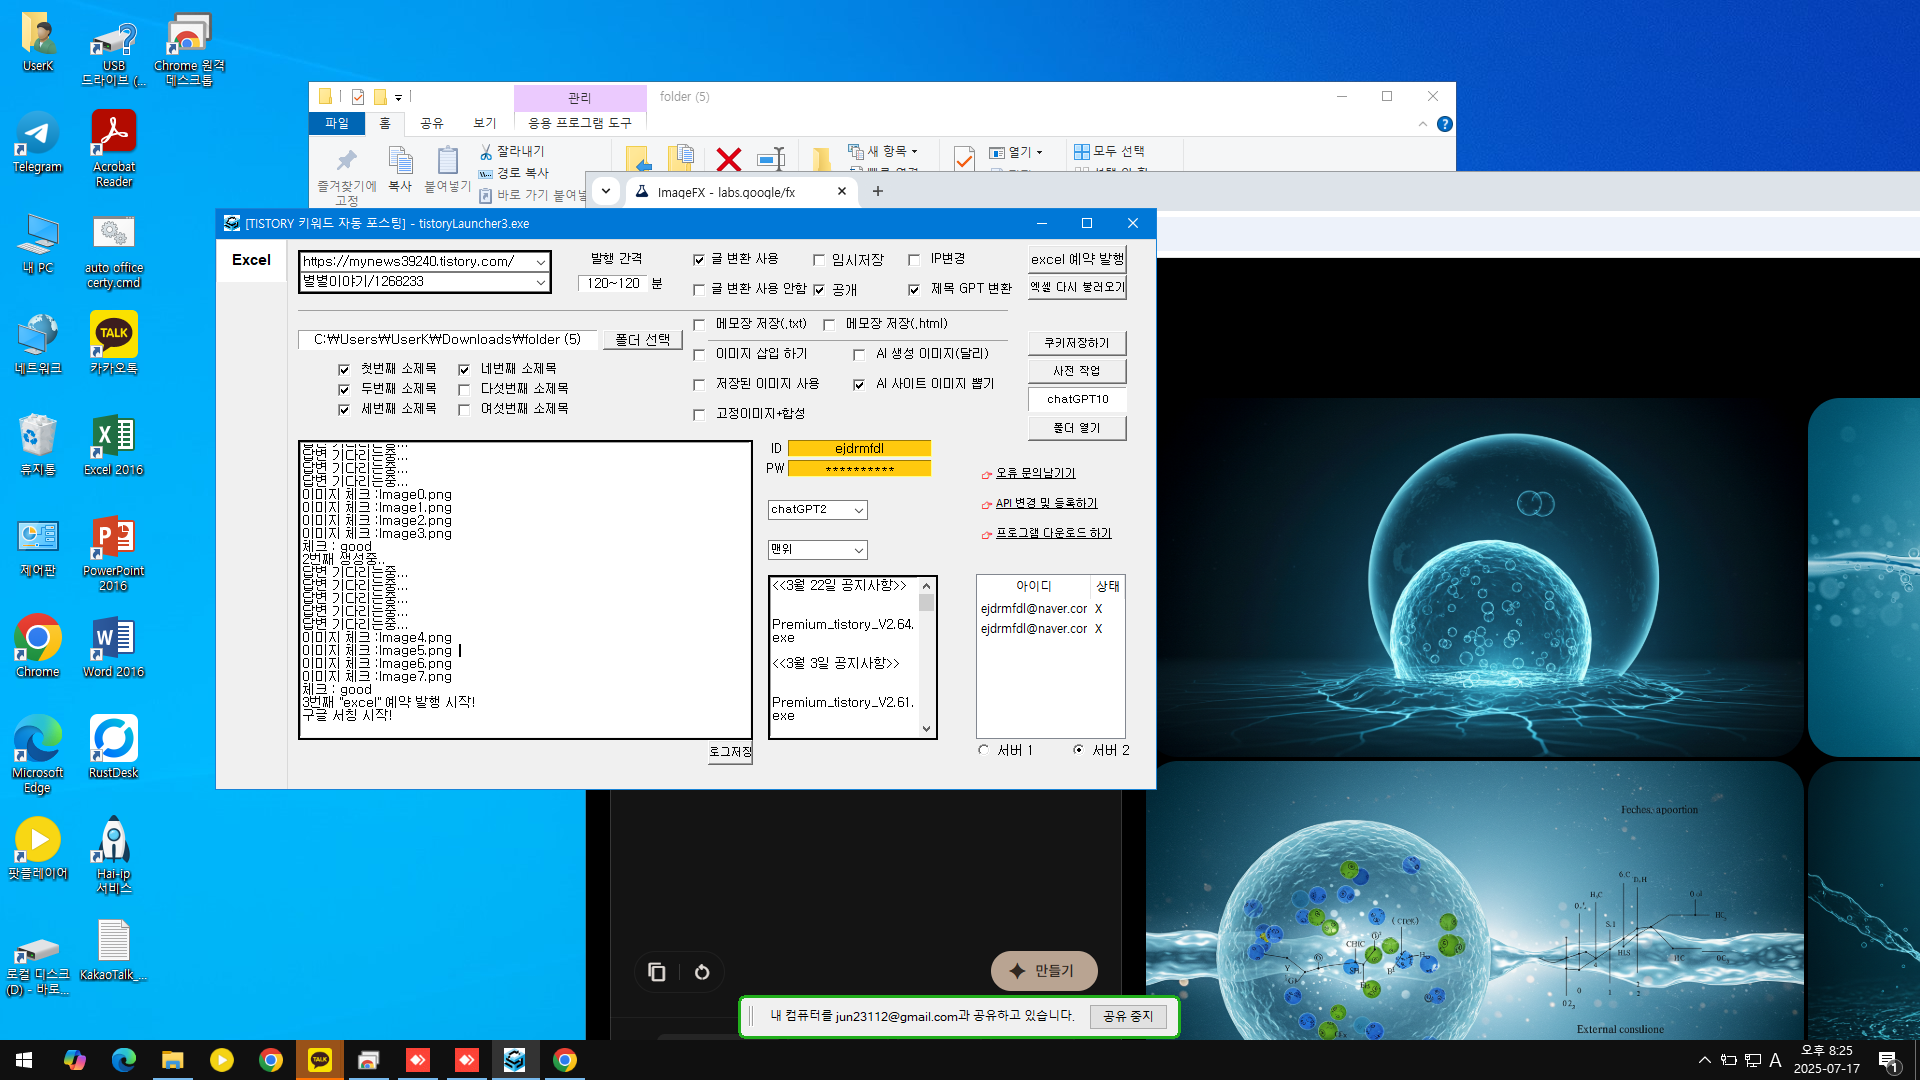 UserK
USB
드라이브 (...
Chrome 원격
데스크톱
Telegram
Acrobat
Reader
내 PC
auto office
certy.cmd
네트워크
TALK
카카오톡
휴지통
Excel 2016
제어판
PowerPoint
2016
Chrome
Word 2016
Microsoft
Edge
RustDesk
팟플레이어
Hai-ip
서비스
로컬 디스크
(D) - 바로...
KakaoTalk_...
관리
folder (5)
파일
홈
공유
보기
응용 프로그램 도구
즐겨찾기에
고정
복사
붙여넣기
잘라내기
경로 복사
바로 가기 붙여넣
새 항목
열기
모두 선택
ImageFX - labs.google/fx
[TISTORY 키워드 자동 포스팅] - tistoryLauncher3.exe
Excel
https://mynews39240.tistory.com/
별별이야기/1268233
발행 간격
120~120 분
글 변환 사용
임시저장
IP변경
글 변환 사용 안함
공개
제목 GPT 변환
excel 예약 발행
엑셀 다시 불러오기
C:₩Users₩UserK₩Downloads₩folder (5)
폴더 선택
메모장 저장(.txt)
메모장 저장(.html)
첫번째 소제목
네번째 소제목
두번째 소제목
다섯번째 소제목
세번째 소제목
여섯번째 소제목
이미지 삽입 하기
AI 생성 이미지(달리)
저장된 이미지 사용
AI 사이트 이미지 뽑기
고정이미지+합성
쿠키저장하기
사전 작업
chatGPT10
폴더 열기
답변 기다리는중...
답변 기다리는중...
답변 기다리는중...
답변 기다리는중...
이미지 체크 :Image0.png
이미지 체크 :Image1.png
이미지 체크 :Image2.png
이미지 체크 :Image3.png
체크 : good
2번째 생성중..
답변 기다리는중...
답변 기다리는중...
답변 기다리는중...
답변 기다리는중...
답변 기다리는중...
이미지 체크 :Image4.png
이미지 체크 :Image5.png
이미지 체크 :Image6.png
이미지 체크 :Image7.png
체크 : good
3번째 "excel" 예약 발행 시작!
구글 서칭 시작!
로그저장
ID ejdrmfdl
PW **********
chatGPT2
맨위
오류 문의남기기
API 변경 및 등록하기
프로그램 다운로드 하기
<<3월 22일 공지사항>>
Premium_tistory_V2.64.
exe
<<3월 3일 공지사항>>
Premium_tistory_V2.61.
exe
아이디 상태
ejdrmfdl@naver.cor X
ejdrmfdl@naver.cor X
서버 1
서버 2
Feches, apoortion
External consdione
만들기
내 컴퓨터를 jun23112@gmail.com과 공유하고 있습니다.
공유 중지
TALK
A
오후 8:25
2025-07-17
1